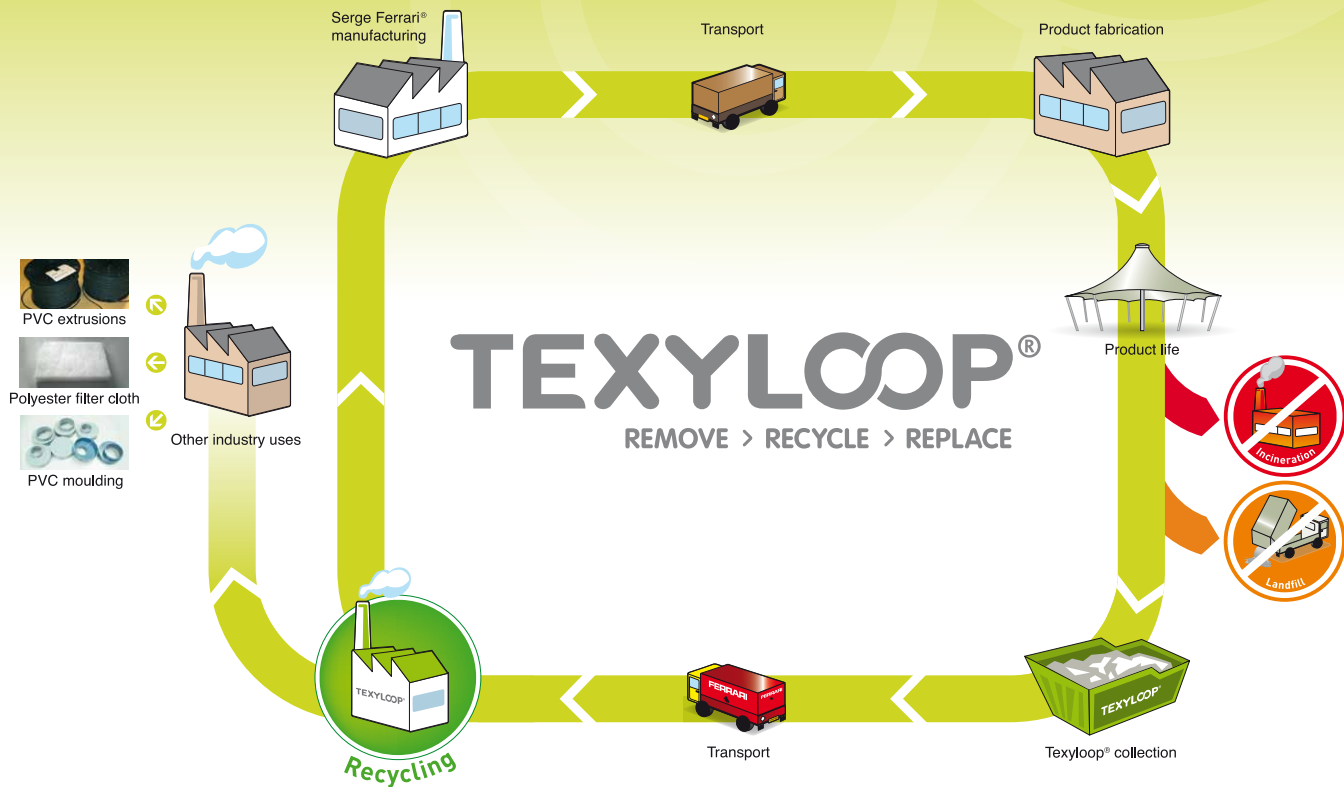 Serge Ferrari®
manufacturing
Transport
Product fabrication
PVC extrusions
Polyester filter cloth
PVC moulding
Other industry uses
TEXYLOOP®
REMOVE > RECYCLE > REPLACE
Product life
Incineration
Landfill
TEXYLOOP®
Recycling
FERRARI
FERRARI
Transport
TEXYLOOP®
Texyloop® collection